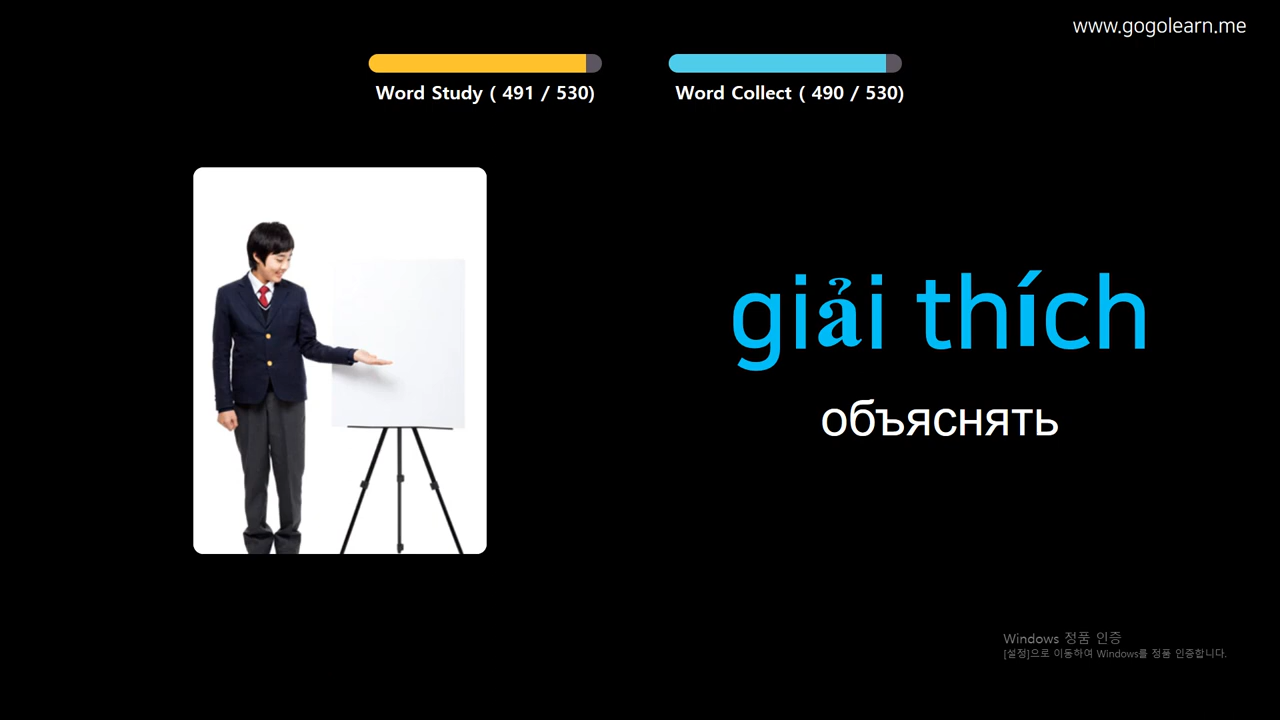 www.gogolearn.me
Word Study ( 491 / 530)
Word Collect ( 490 / 530)
giải thích
объяснять
Windows 정품 인증
[설정]으로 이동하여 Windows를 정품 인증합니다.